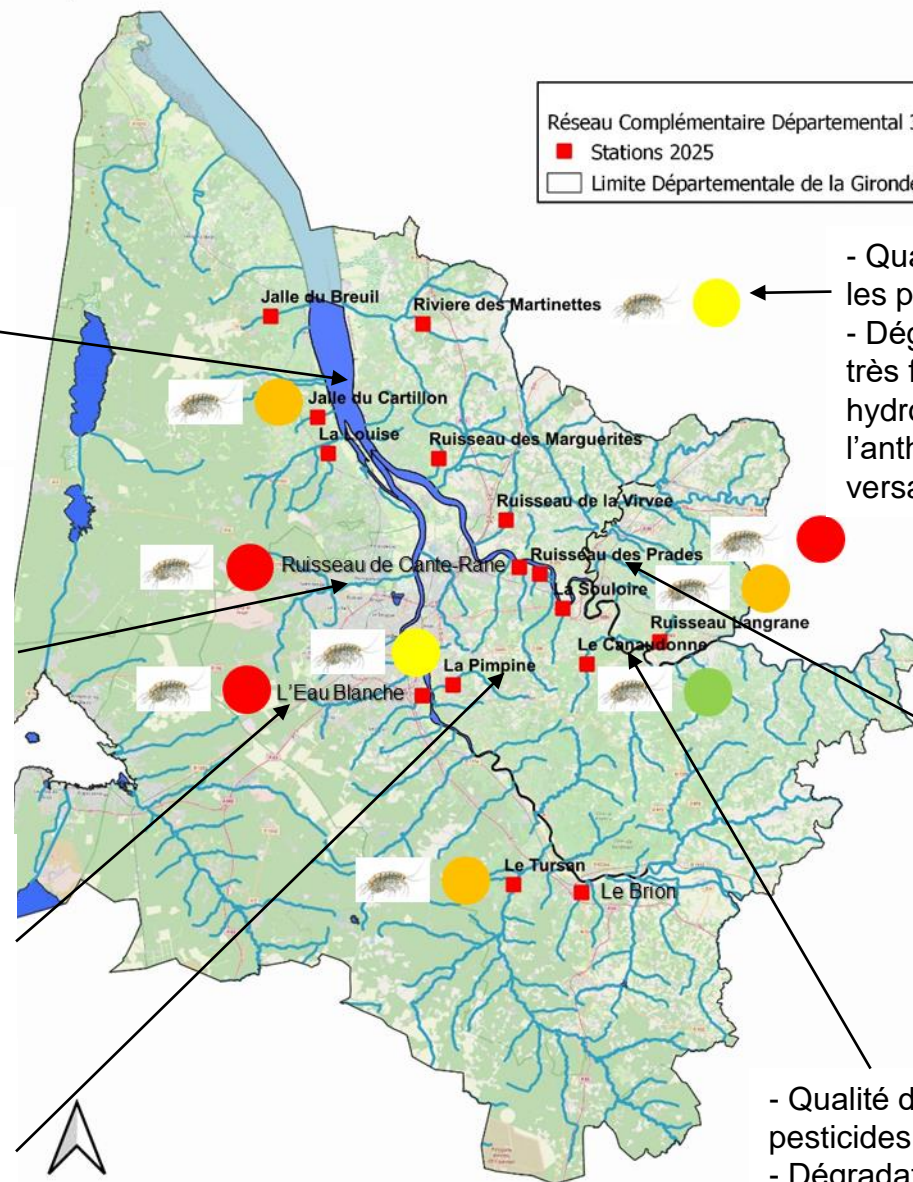 Réseau Complémentaire Départemental
Stations 2025
Limite Départementale de la Gironde
- Qua
les p
- Dég
très f
hydro
l'anth
versa
Jalle du Breuil
Riviere des Martinettes
Jalle du Cartillon
La Louise
Ruisseau des Marguerites
Ruisseau de la Virvee
Ruisseau de Cante-Rane
Ruisseau des Prades
La Souloire
Ruisseau Langrane
Le Canaudonne
La Pimpine
L'Eau Blanche
Le Tursan
Le Brion
- Qualité d
pesticides
- Dégradat